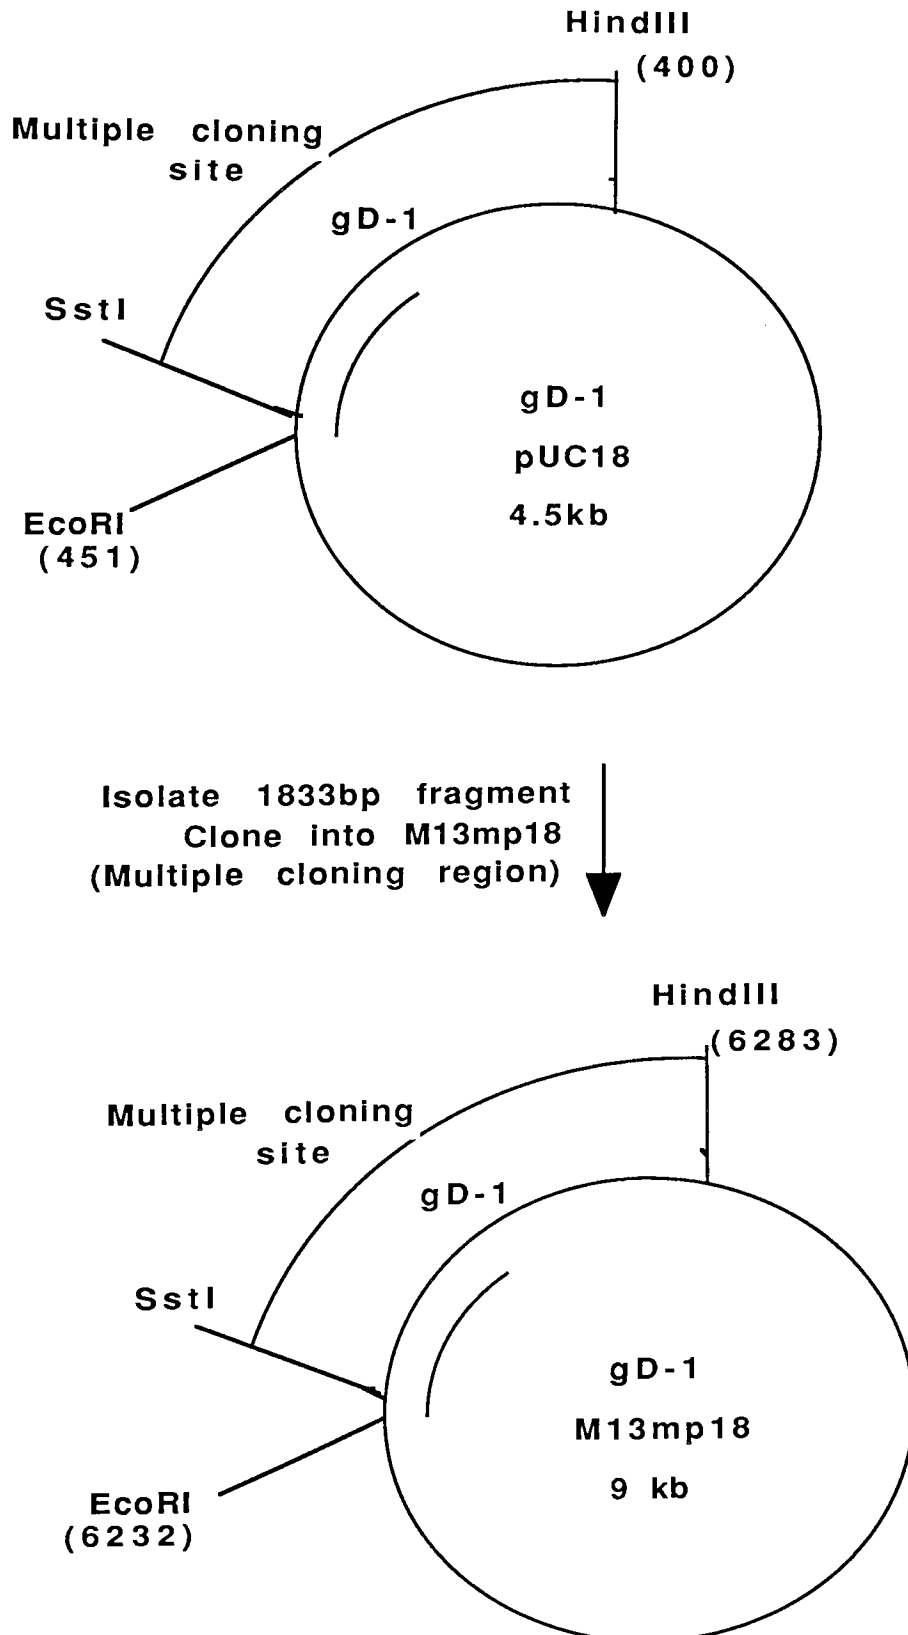 HindIII
(400)
Multiple cloning
site
gD-1
SstI
gD-1
pUC18
4.5kb
EcoRI
(451)
Isolate 1833bp fragment
Clone into M13mp18
(Multiple cloning region)
HindIII
(6283)
Multiple cloning
site
gD-1
SstI
gD-1
M13mp18
9 kb
EcoRI
(6232)